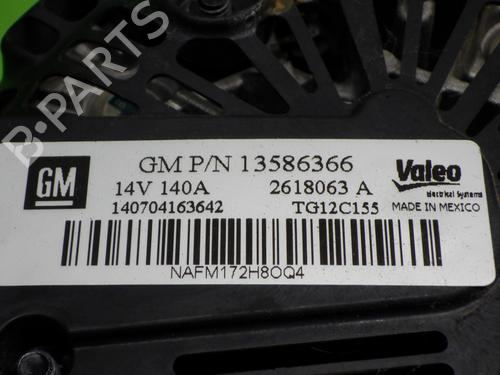 B-Parts
GM
GM P/N 13586366
14V 140A 2618063 A
140704163642 TG12C155
Valeo
electrical systems
MADE IN MEXICO
NAFM172H8OQ4